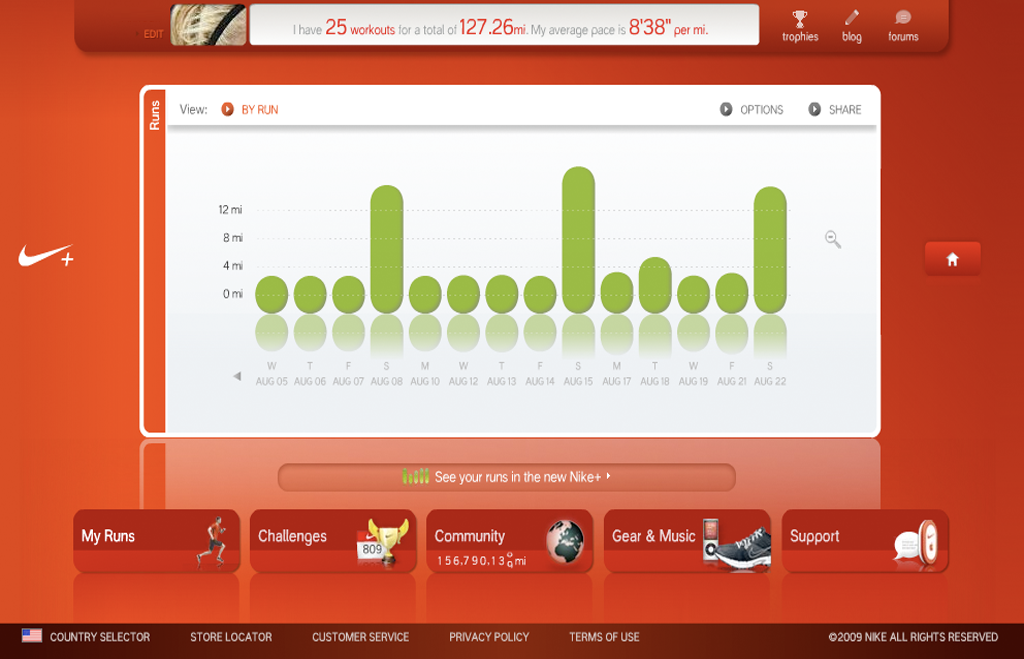 EDIT
I have 25 workouts for a total of 127.26mi. My average pace is 8'38" per mi.
trophies blog forums
Runs
View: BY RUN OPTIONS SHARE
12 mi
8 mi
4 mi
0 mi
W T F S M W T F S M T W F S
AUG 05 AUG 06 AUG 07 AUG 08 AUG 10 AUG 12 AUG 13 AUG 14 AUG 15 AUG 17 AUG 18 AUG 19 AUG 21 AUG 22
See your runs in the new Nike+
My Runs
Challenges
809
Community
Gear & Music
Support
COUNTRY SELECTOR STORE LOCATOR CUSTOMER SERVICE PRIVACY POLICY TERMS OF USE ©2009 NIKE ALL RIGHTS RESERVED